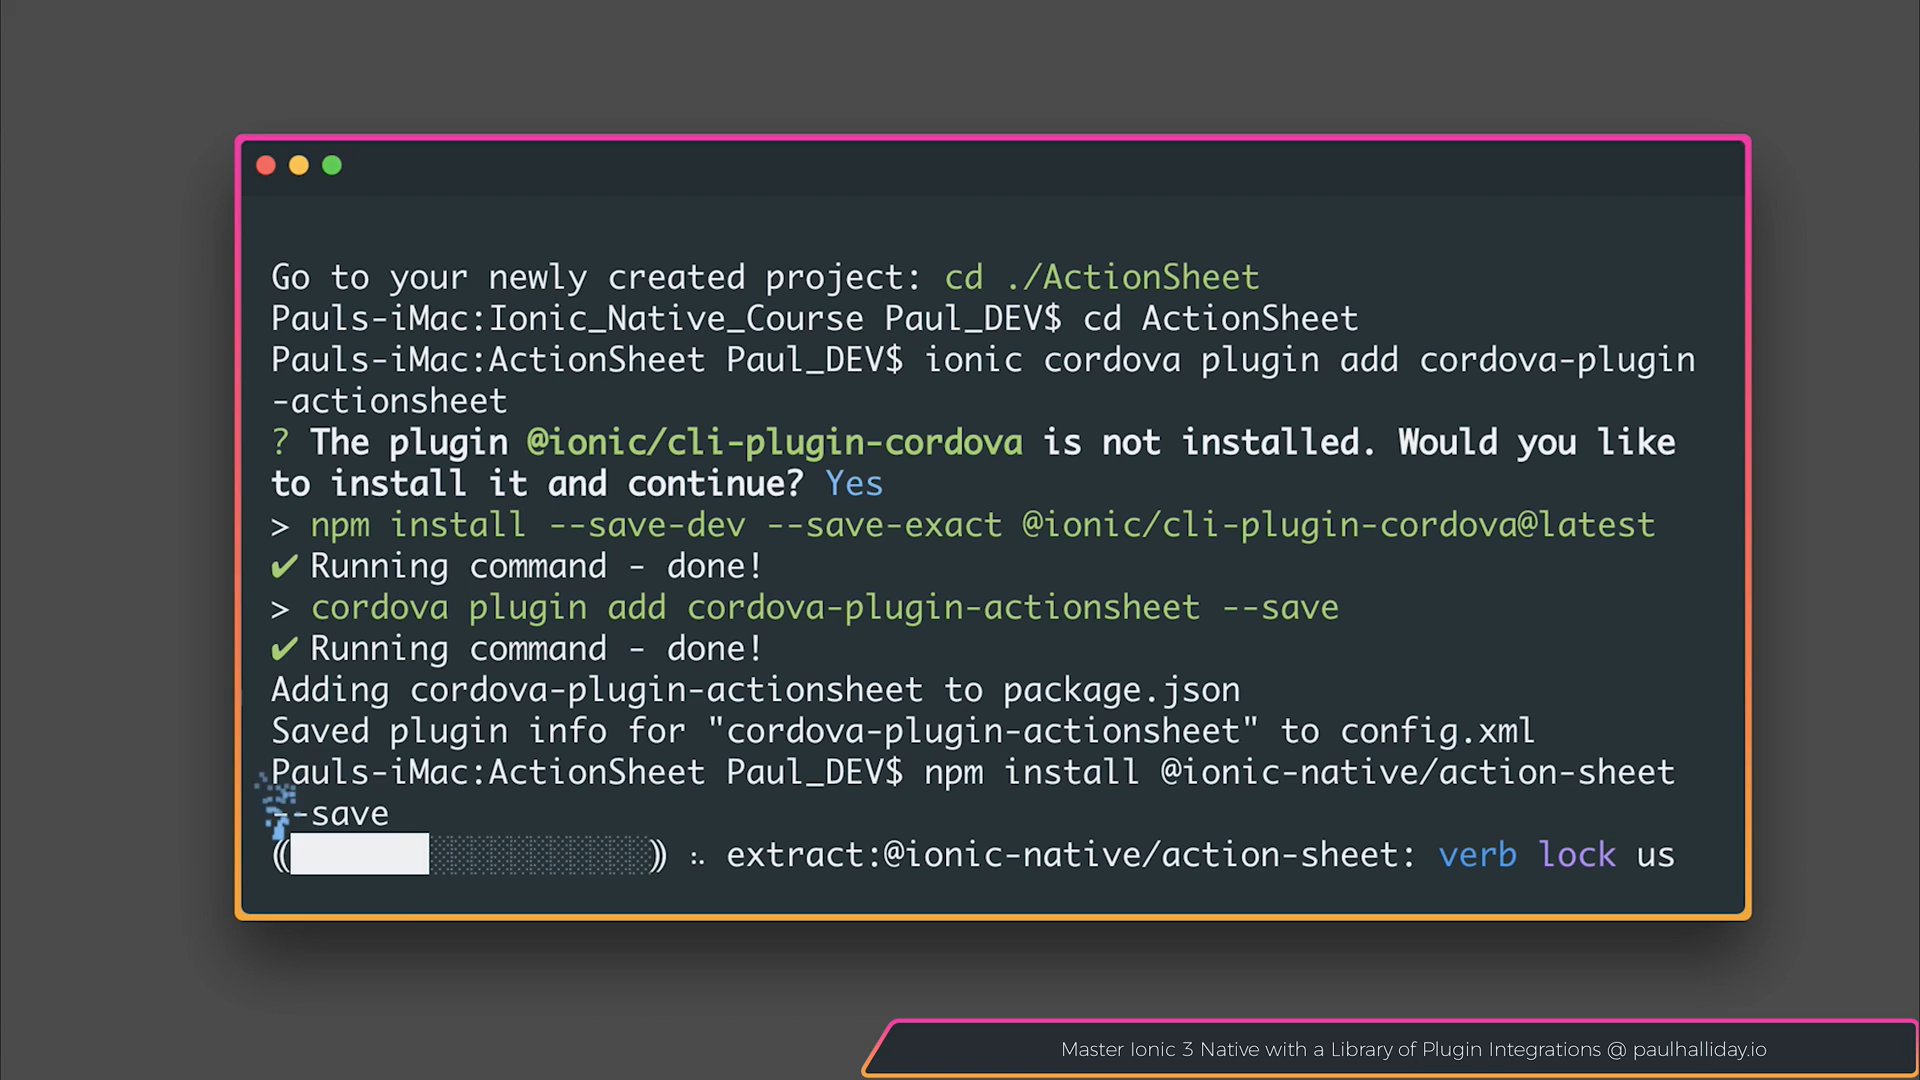 Go to your newly created project: cd ./ActionSheet
Pauls-iMac:Ionic_Native_Course Paul_DEV$ cd ActionSheet
Pauls-iMac:ActionSheet Paul_DEV$ ionic cordova plugin add cordova-plugin
-actionsheet
? The plugin @ionic/cli-plugin-cordova is not installed. Would you like
to install it and continue? Yes
> npm install --save-dev --save-exact @ionic/cli-plugin-cordova@latest
✔ Running command - done!
> cordova plugin add cordova-plugin-actionsheet --save
✔ Running command - done!
Adding cordova-plugin-actionsheet to package.json
Saved plugin info for "cordova-plugin-actionsheet" to config.xml
Pauls-iMac:ActionSheet Paul_DEV$ npm install @ionic-native/action-sheet
--save
⸨█████░░░░░░░░░⸩ ⠦ extract:@ionic-native/action-sheet: verb lock us
Master Ionic 3 Native with a Library of Plugin Integrations @ paulhalliday.io